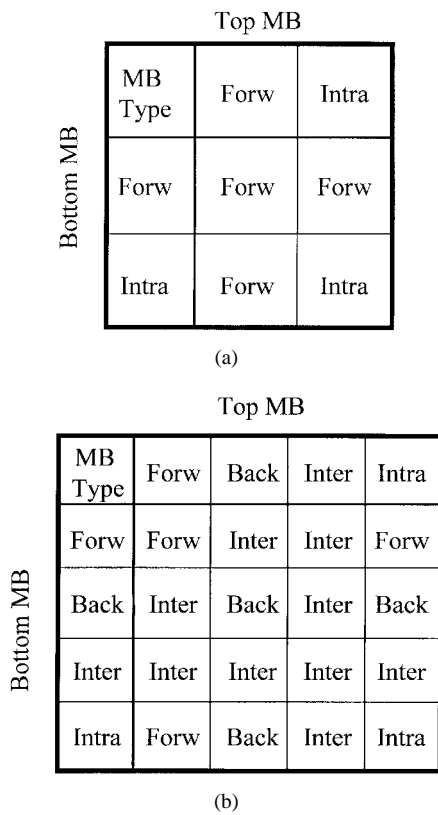 Top MB
Bottom MB
MB Type Forw Intra
Forw Forw Forw
Intra Forw Intra
(a)
Top MB
Bottom MB
MB Type Forw Back Inter Intra
Forw Forw Inter Inter Forw
Back Inter Back Inter Back
Inter Inter Inter Inter Inter
Intra Forw Back Inter Intra
(b)